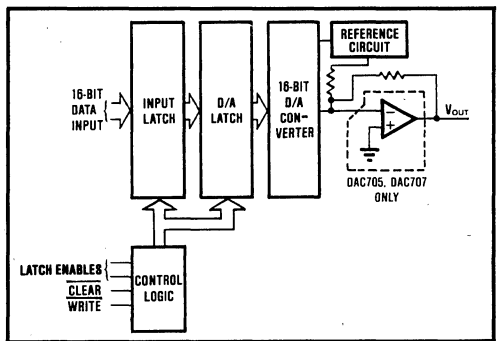 REFERENCE
CIRCUIT
16-BIT
DATA
INPUT
INPUT
LATCH
D/A
LATCH
16-BIT
D/A
CON-
VERTER
−
+
VOUT
DAC705, DAC707
ONLY
LATCH ENABLES
CLEAR
WRITE
CONTROL
LOGIC